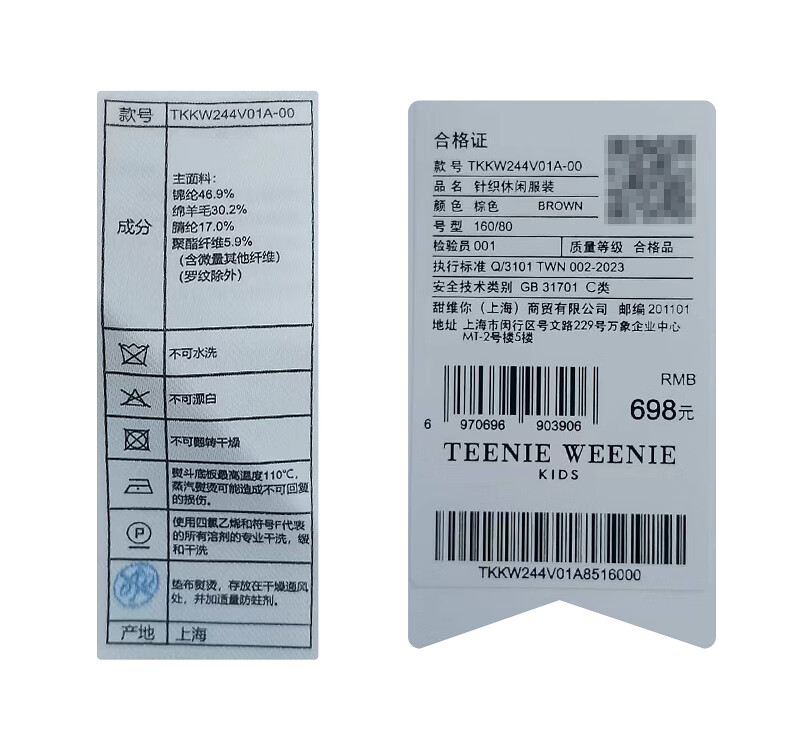 款号 TKKW244V01A-00
成分
主面料：
锦纶46.9%
绵羊毛30.2%
腈纶17.0%
聚酯纤维5.9%
（含微量其他纤维）
（罗纹除外）
不可水洗
不可漂白
不可翻转干燥
熨斗底板最高温度110℃，
蒸汽熨烫可能造成不可回复
的损伤。
P
使用四氯乙烯和符号F代表
的所有溶剂的专业干洗，缓
和干洗
垫布熨烫，存放在干燥通风
处，并加适量防蛀剂。
产地 上海
合格证
款号 TKKW244V01A-00
品名 针织休闲服装
颜色 棕色 BROWN
号型 160/80
检验员001 质量等级 合格品
执行标准 Q/3101 TWN 002-2023
安全技术类别 GB 31701 C类
甜维你（上海）商贸有限公司 邮编 201101
地址 上海市闵行区号文路229号万象企业中心
MT-2号楼5楼
RMB
698元
6 970696 903906
TEENIE WEENIE
KIDS
TKKW244V01A8516000